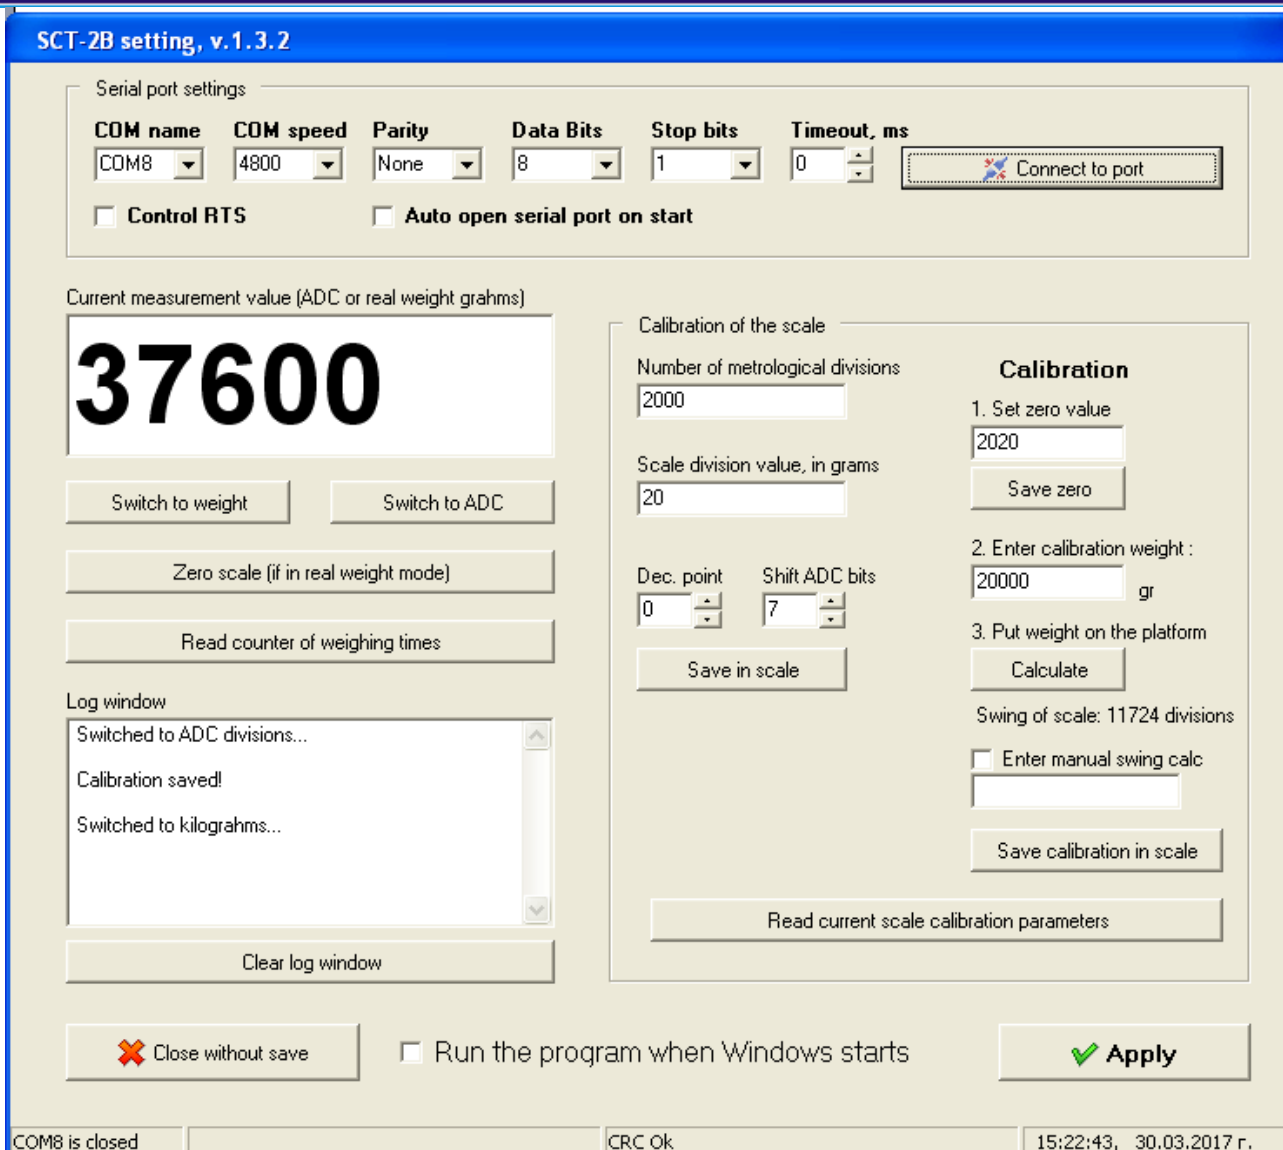 SCT-2B setting, v.1.3.2
Serial port settings
COM name COM speed Parity Data Bits Stop bits Timeout, ms
COM8 4800 None 8 1 0 Connect to port
Control RTS Auto open serial port on start
Current measurement value (ADC or real weight grahms)
37600
Switch to weight Switch to ADC
Zero scale (if in real weight mode)
Read counter of weighing times
Log window
Switched to ADC divisions...
Calibration saved!
Switched to kilograhms...
Clear log window
Calibration of the scale
Number of metrological divisions
2000
Scale division value, in grams
20
Dec. point Shift ADC bits
0 7
Save in scale
Calibration
1. Set zero value
2020
Save zero
2. Enter calibration weight :
20000 gr
3. Put weight on the platform
Calculate
Swing of scale: 11724 divisions
Enter manual swing calc
Save calibration in scale
Read current scale calibration parameters
Close without save Run the program when Windows starts Apply
COM8 is closed CRC Ok 15:22:43, 30.03.2017 г.